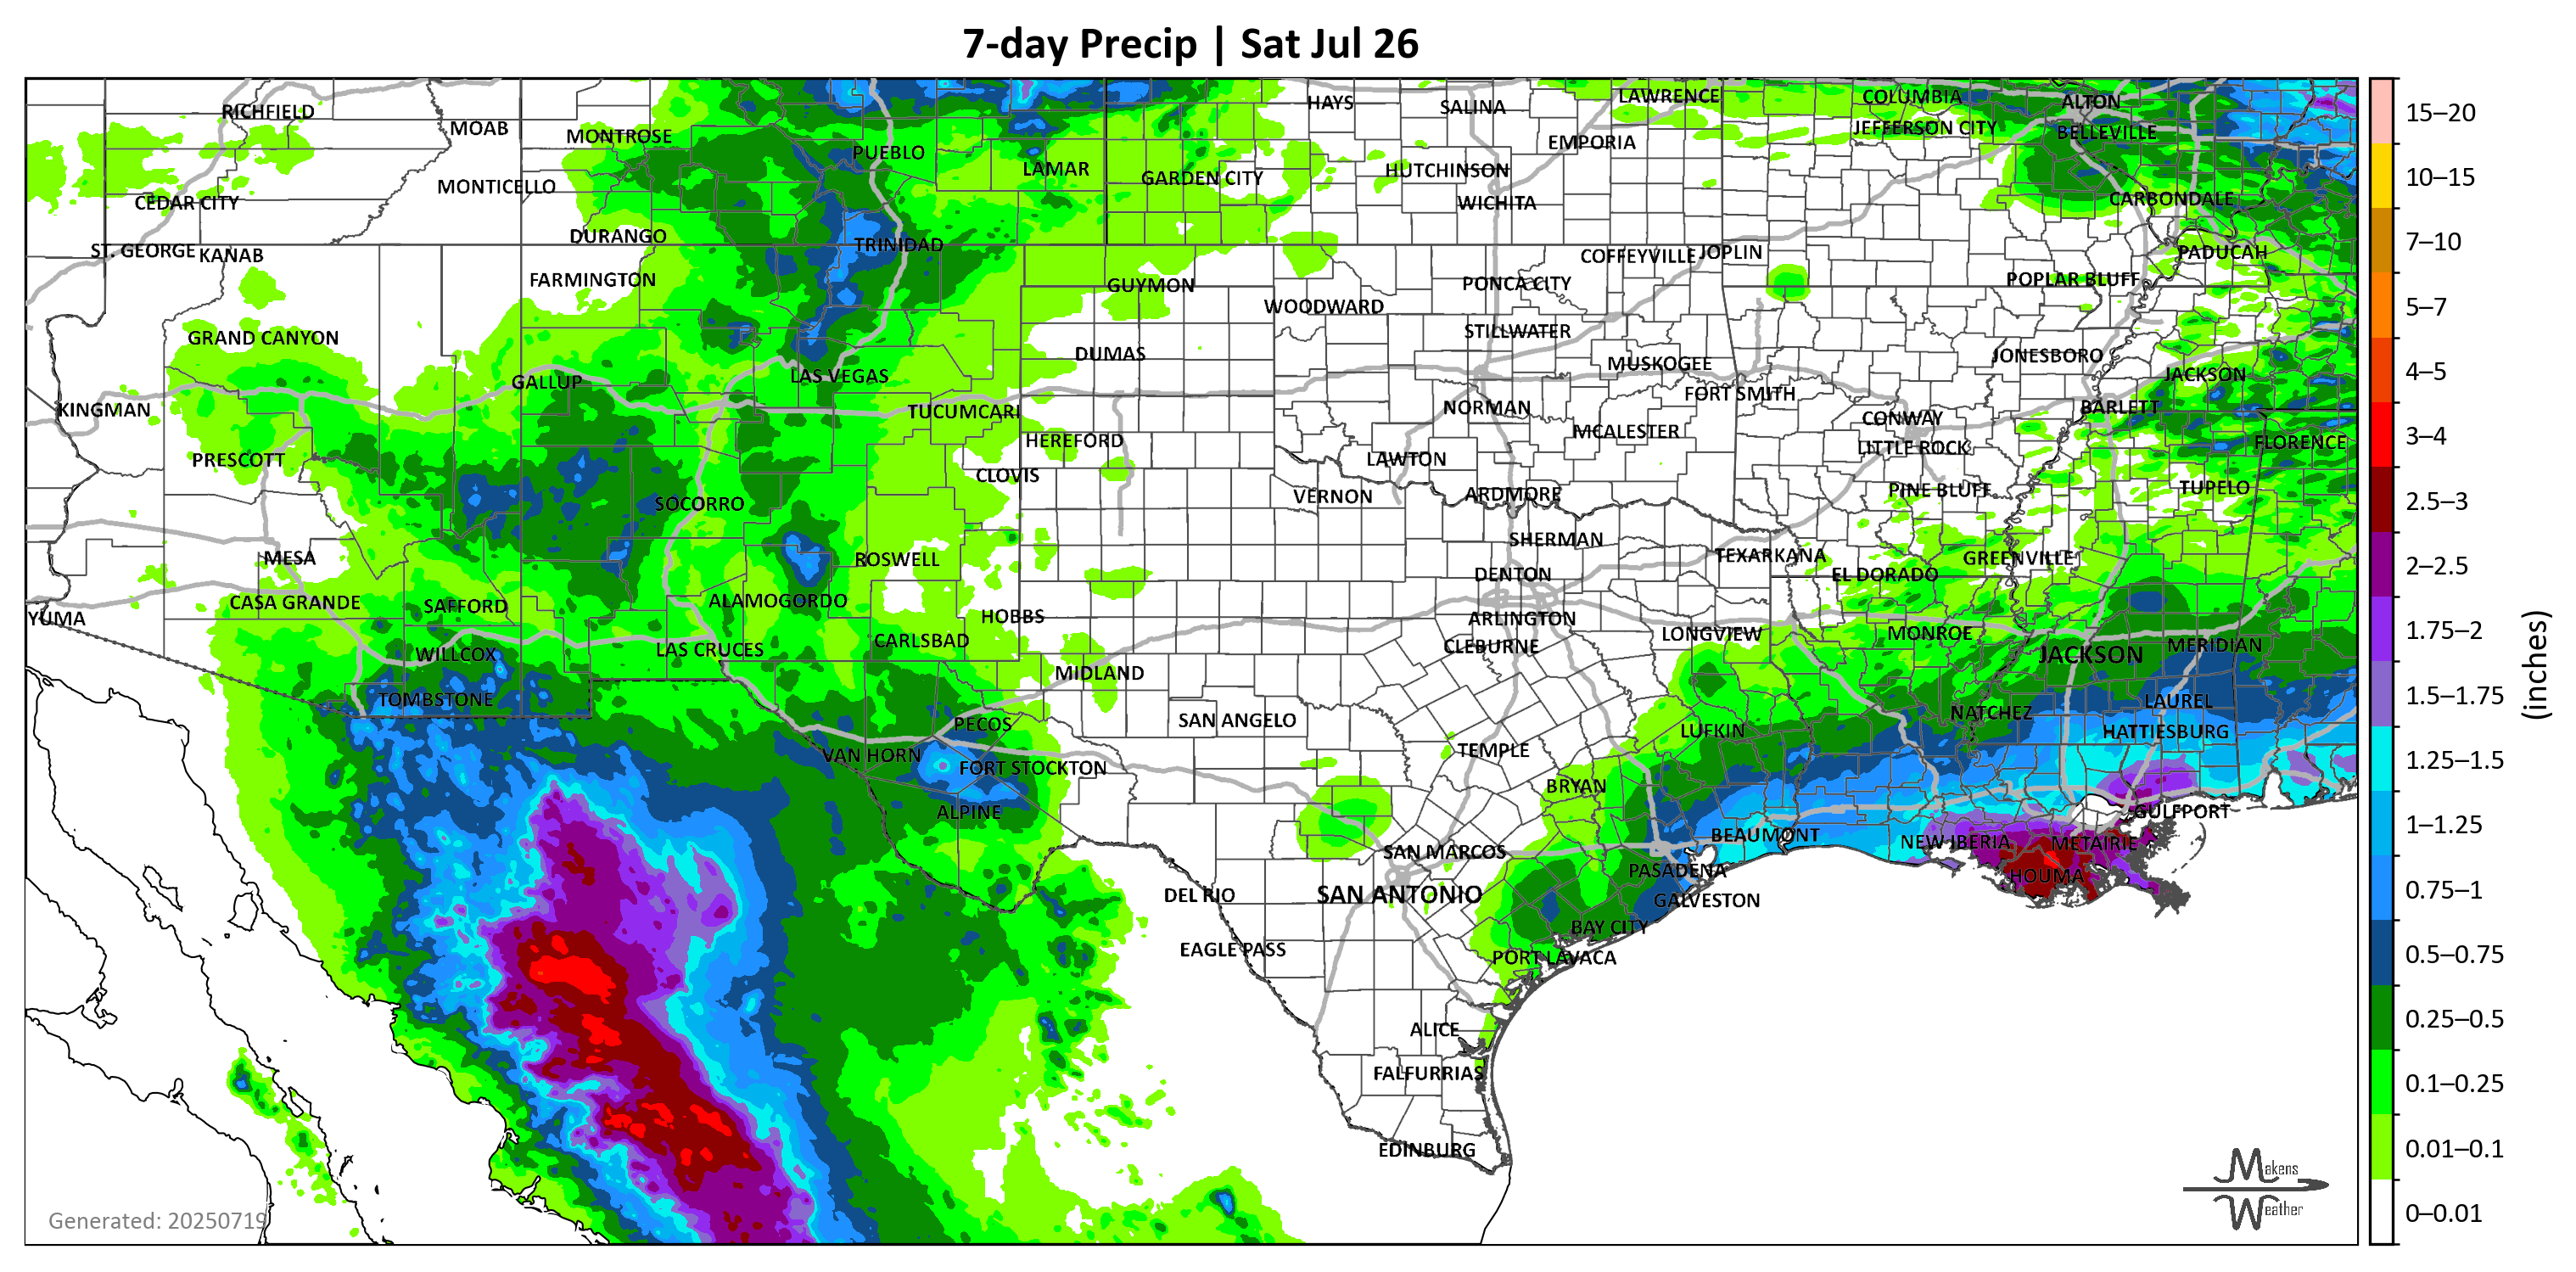 7-day Precip | Sat Jul 26
RICHFIELD
MOAB
MONTROSE
PUEBLO
LAMAR
GARDEN CITY
HAYS
SALINA
LAWRENCE
EMPORIA
HUTCHINSON
WICHITA
COLUMBIA
JEFFERSON CITY
ALTON
BELLEVILLE
CARBONDALE
MONTICELLO
CEDAR CITY
ST. GEORGE
KANAB
DURANGO
TRINIDAD
FARMINGTON
GUYMON
WOODWARD
PONCA CITY
COFFEYVILLE
JOPLIN
POPLAR BLUFF
PADUCAH
GRAND CANYON
DUMAS
STILLWATER
MUSKOGEE
JONESBORO
JACKSON
KINGMAN
GALLUP
LAS VEGAS
TUCUMCARI
NORMAN
FORT SMITH
CONWAY
BARLETT
PRESCOTT
HEREFORD
CLOVIS
LAWTON
MCALESTER
LITTLE ROCK
FLORENCE
SOCORRO
VERNON
ARDMORE
PINE BLUFF
TUPELO
MESA
ROSWELL
SHERMAN
TEXARKANA
GREENVILLE
DENTON
EL DORADO
YUMA
CASA GRANDE
SAFFORD
ALAMOGORDO
HOBBS
ARLINGTON
CLEBURNE
LONGVIEW
MONROE
JACKSON
MERIDIAN
WILLCOX
LAS CRUCES
CARLSBAD
MIDLAND
TOMBSTONE
PECOS
SAN ANGELO
TEMPLE
LUFKIN
NATCHEZ
LAUREL
HATTIESBURG
VAN HORN
FORT STOCKTON
BRYAN
ALPINE
GULFPORT
SAN MARCOS
BEAUMONT
NEW IBERIA
METAIRIE
PASADENA
HOUMA
DEL RIO
SAN ANTONIO
GALVESTON
BAY CITY
EAGLE PASS
PORT LAVACA
ALICE
FALFURRIAS
EDINBURG
Generated: 20250719
Makens
Weather
15–20
10–15
7–10
5–7
4–5
3–4
2.5–3
2–2.5
1.75–2
1.5–1.75
1.25–1.5
1–1.25
0.75–1
0.5–0.75
0.25–0.5
0.1–0.25
0.01–0.1
0–0.01
(inches)